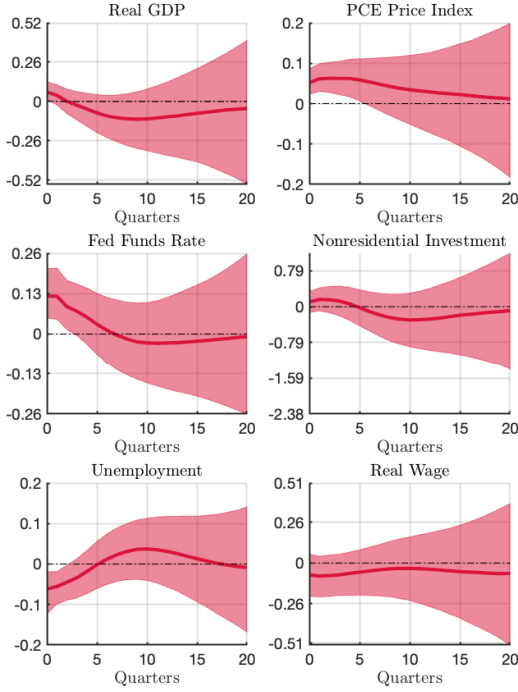 Real GDP
0.52
0.26
0
-0.26
-0.52
0 5 10 15 20
Quarters
PCE Price Index
0.2
0.1
0
-0.1
-0.2
0 5 10 15 20
Quarters
Fed Funds Rate
0.26
0.13
0
-0.13
-0.26
0 5 10 15 20
Quarters
Nonresidential Investment
0.79
0
-0.79
-1.59
-2.38
0 5 10 15 20
Quarters
Unemployment
0.2
0.1
0
-0.1
-0.2
0 5 10 15 20
Quarters
Real Wage
0.51
0.26
0
-0.26
-0.51
0 5 10 15 20
Quarters